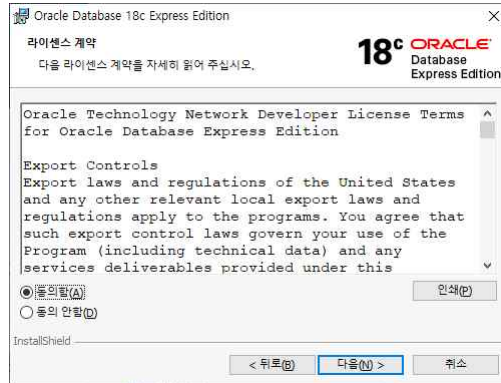 Oracle Database 18c Express Edition
라이센스 계약
다음 라이센스 계약을 자세히 읽어 주십시오.
18c ORACLE
Database
Express Edition
Oracle Technology Network Developer License Terms
for Oracle Database Express Edition
Export Controls
Export laws and regulations of the United States
and any other relevant local export laws and
regulations apply to the programs. You agree that
such export control laws govern your use of the
Program (including technical data) and any
services deliverables provided under this
동의함(A)
동의 안함(D)
인쇄(P)
InstallShield
< 뒤로(B)
다음(N) >
취소